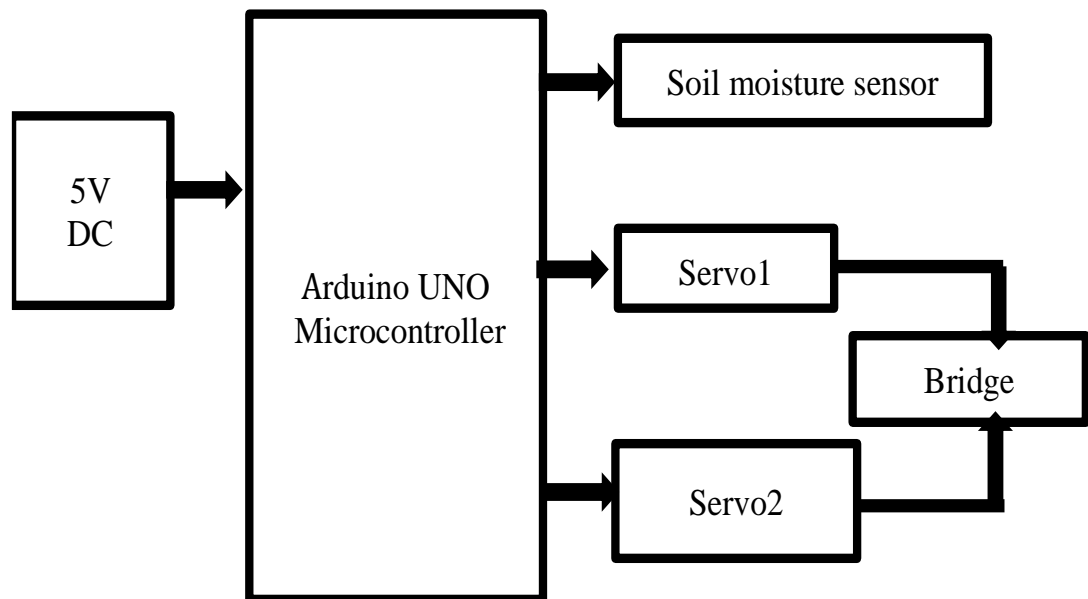 5V
DC
Arduino UNO
Microcontroller
Soil moisture sensor
Servo1
Bridge
Servo2